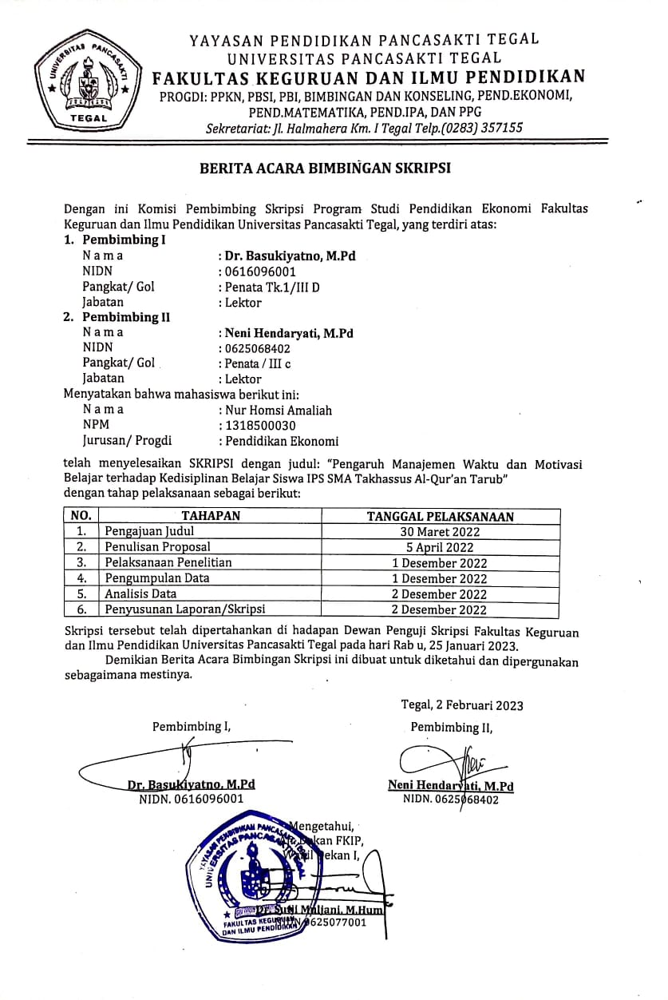 UNIVERSITAS PANCASAKTI
TEGAL
YAYASAN PENDIDIKAN PANCASAKTI TEGAL
UNIVERSITAS PANCASAKTI TEGAL
FAKULTAS KEGURUAN DAN ILMU PENDIDIKAN
PROGDI: PPKN, PBSI, PBI, BIMBINGAN DAN KONSELING, PEND.EKONOMI,
PEND.MATEMATIKA, PEND.IPA, DAN PPG
Sekretariat: Jl. Halmahera Km. I Tegal Telp.(0283) 357155
BERITA ACARA BIMBINGAN SKRIPSI
Dengan ini Komisi Pembimbing Skripsi Program Studi Pendidikan Ekonomi Fakultas
Keguruan dan Ilmu Pendidikan Universitas Pancasakti Tegal, yang terdiri atas:
1. Pembimbing I
N a m a : Dr. Basukiyatno, M.Pd
NIDN : 0616096001
Pangkat/ Gol : Penata Tk.1/III D
Jabatan : Lektor
2. Pembimbing II
N a m a : Neni Hendaryati, M.Pd
NIDN : 0625068402
Pangkat/ Gol : Penata / III c
Jabatan : Lektor
Menyatakan bahwa mahasiswa berikut ini:
N a m a : Nur Homsi Amaliah
NPM : 1318500030
Jurusan/ Progdi : Pendidikan Ekonomi
telah menyelesaikan SKRIPSI dengan judul: "Pengaruh Manajemen Waktu dan Motivasi
Belajar terhadap Kedisiplinan Belajar Siswa IPS SMA Takhassus Al-Qur'an Tarub"
dengan tahap pelaksanaan sebagai berikut:
NO. TAHAPAN TANGGAL PELAKSANAAN
1. Pengajuan Judul 30 Maret 2022
2. Penulisan Proposal 5 April 2022
3. Pelaksanaan Penelitian 1 Desember 2022
4. Pengumpulan Data 1 Desember 2022
5. Analisis Data 2 Desember 2022
6. Penyusunan Laporan/Skripsi 2 Desember 2022
Skripsi tersebut telah dipertahankan di hadapan Dewan Penguji Skripsi Fakultas Keguruan
dan Ilmu Pendidikan Universitas Pancasakti Tegal pada hari Rab u, 25 Januari 2023.
Demikian Berita Acara Bimbingan Skripsi ini dibuat untuk diketahui dan dipergunakan
sebagaimana mestinya.
Tegal, 2 Februari 2023
Pembimbing I, Pembimbing II,
Dr. Basukiyatno, M.Pd Neni Hendaryati, M.Pd
NIDN. 0616096001 NIDN. 0625068402
Mengetahui,
Dekan FKIP,
Wakil Dekan I,
Muliani, M.Hum
NIDN 0625077001
YAYASAN PENDIDIKAN PANCASAKTI
UNIVERSITAS PANCASAKTI TEGAL
FAKULTAS KEGURUAN
DAN ILMU PENDIDIKAN